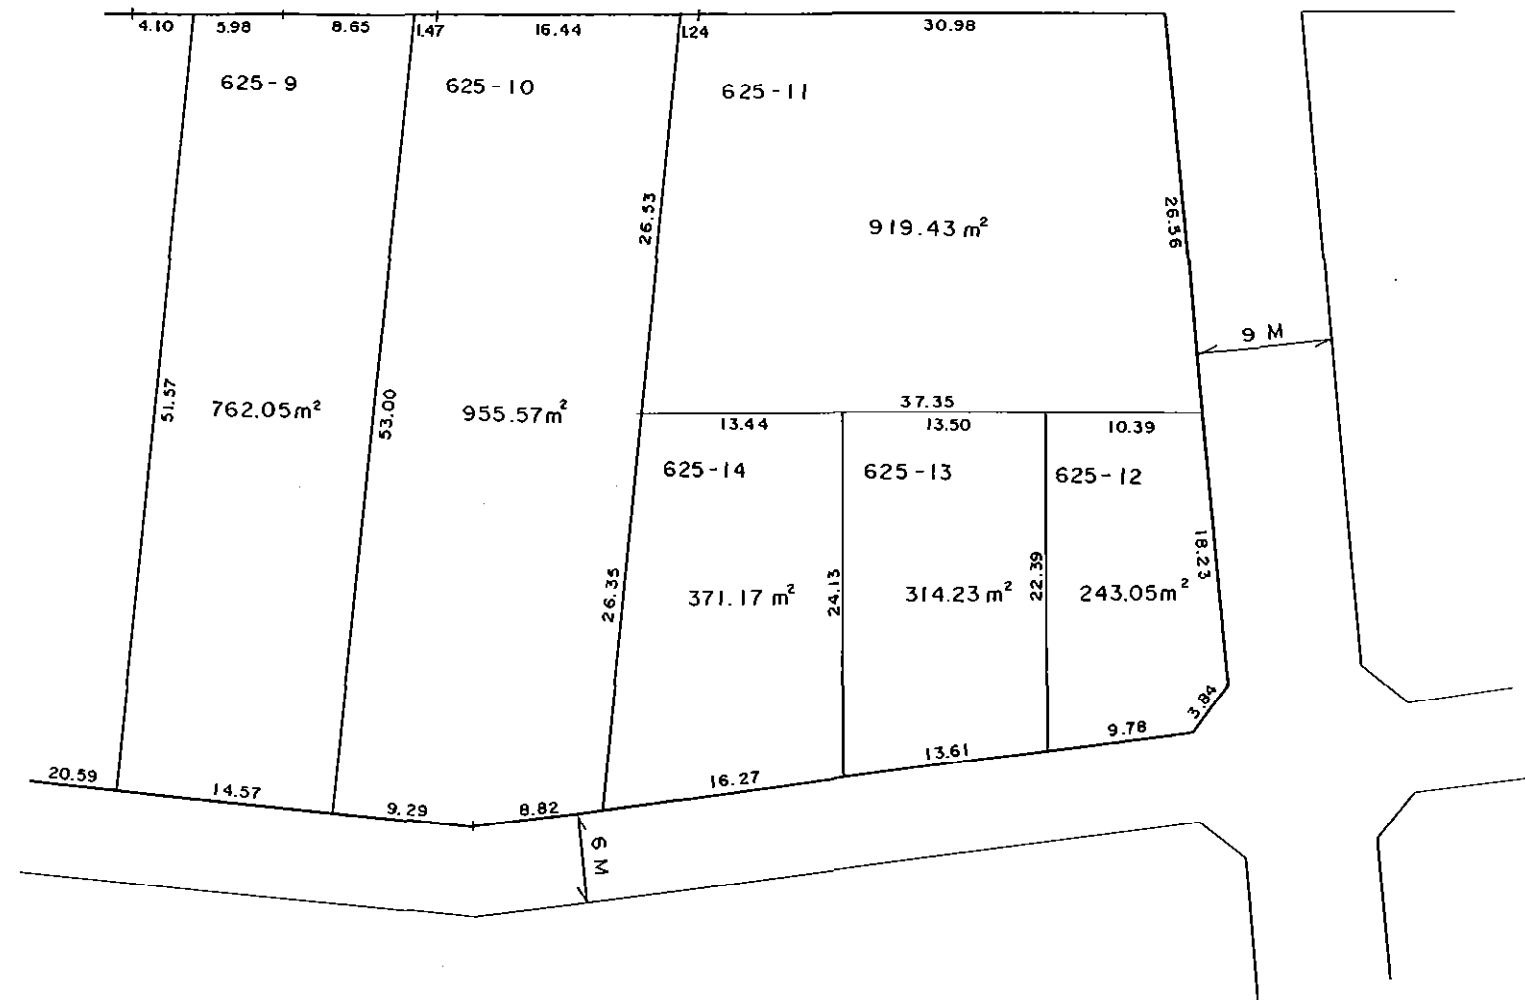 4.10 5.98 8.65 1.47 16.44 1.24 30.98
625-9 625-10 625-11
26.53 919.43 m² 26.56
9 M
51.57 762.05m² 53.00 955.57m² 37.35
13.44 13.50 10.39
625-14 625-13 625-12
26.35 371.17 m² 24.13 314.23 m² 22.39 243.05m² 18.23
3.84
20.59 14.57 9.29 8.82 16.27 13.61 9.78
6 M